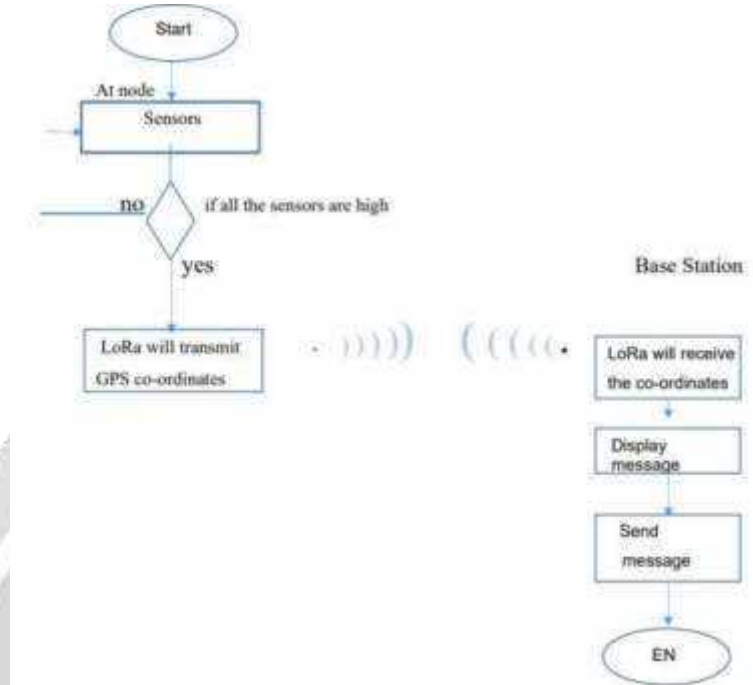 Start
At node
Sensors
no
if all the sensors are high
yes
Base Station
LoRa will transmit
GPS co-ordinates
LoRa will receive
the co-ordinates
Display
message
Send
message
EN